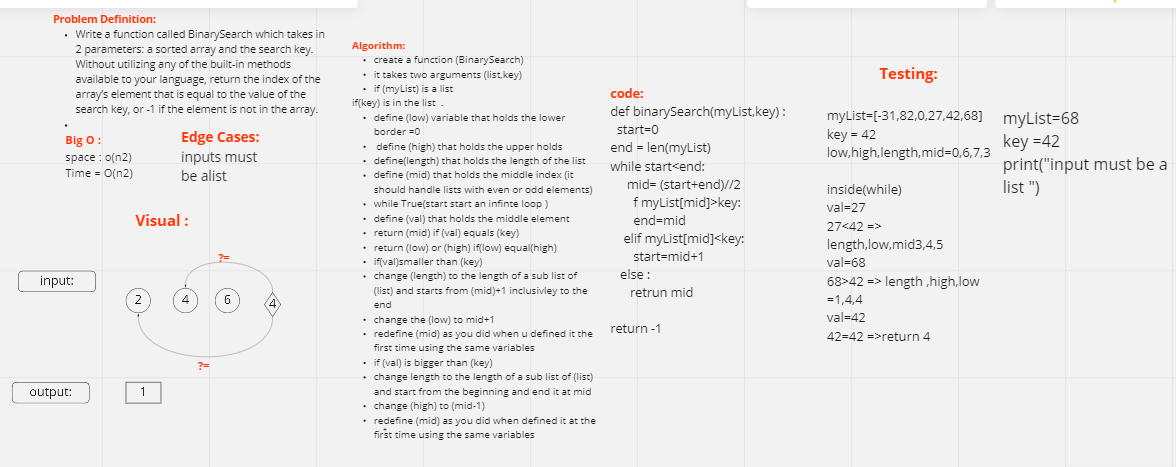 Problem Definition:
• Write a function called BinarySearch which takes in
2 parameters: a sorted array and the search key.
Without utilizing any of the built-in methods
available to your language, return the index of the
array's element that is equal to the value of the
search key, or -1 if the element is not in the array.
•
Big O :
space : o(n2)
Time = O(n2)
Edge Cases:
inputs must
be alist
Visual :
?=
input:
2
4
6
4
?=
output:
1
Algorithm:
• create a function (BinarySearch)
• it takes two arguments (list,key)
• if (myList) is a list
if(key) is in the list .
• define (low) variable that holds the lower
border =0
• define (high) that holds the upper holds
• define(length) that holds the length of the list
• define (mid) that holds the middle index (it
should handle lists with even or odd elements)
• while True(start start an infinte loop )
• define (val) that holds the middle element
• return (mid) if (val) equals (key)
• return (low) or (high) if(low) equal(high)
• if(val)smaller than (key)
• change (length) to the length of a sub list of
(list) and starts from (mid)+1 inclusivley to the
end
• change the (low) to mid+1
• redefine (mid) as you did when u defined it the
first time using the same variables
• if (val) is bigger than (key)
• change length to the length of a sub list of (list)
and start from the beginning and end it at mid
• change (high) to (mid-1)
• redefine (mid) as you did when defined it at the
first time using the same variables
code:
def binarySearch(myList,key) :
start=0
end = len(myList)
while start<end:
mid= (start+end)//2
f myList[mid]>key:
end=mid
elif myList[mid]<key:
start=mid+1
else :
retrun mid
return -1
Testing:
myList=[-31,82,0,27,42,68]
key = 42
low,high,length,mid=0,6,7,3
inside(while)
val=27
27<42 =>
length,low,mid3,4,5
val=68
68>42 => length ,high,low
=1,4,4
val=42
42=42 =>return 4
myList=68
key =42
print("input must be a
list ")